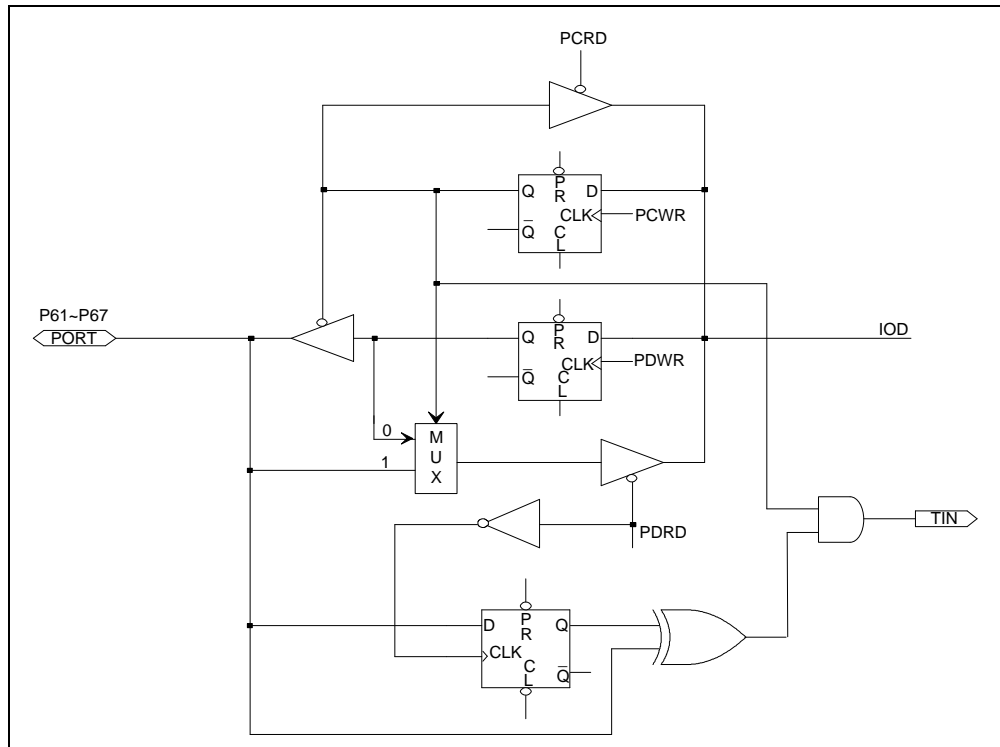 PCRD
Q
P
R
D
CLK
PCWR
Q̅
C
L
P61~P67
PORT
Q
P
R
D
IOD
CLK
PDWR
Q̅
C
L
0
M
U
X
1
TIN
PDRD
D
P
R
Q
CLK
C
L
Q̅